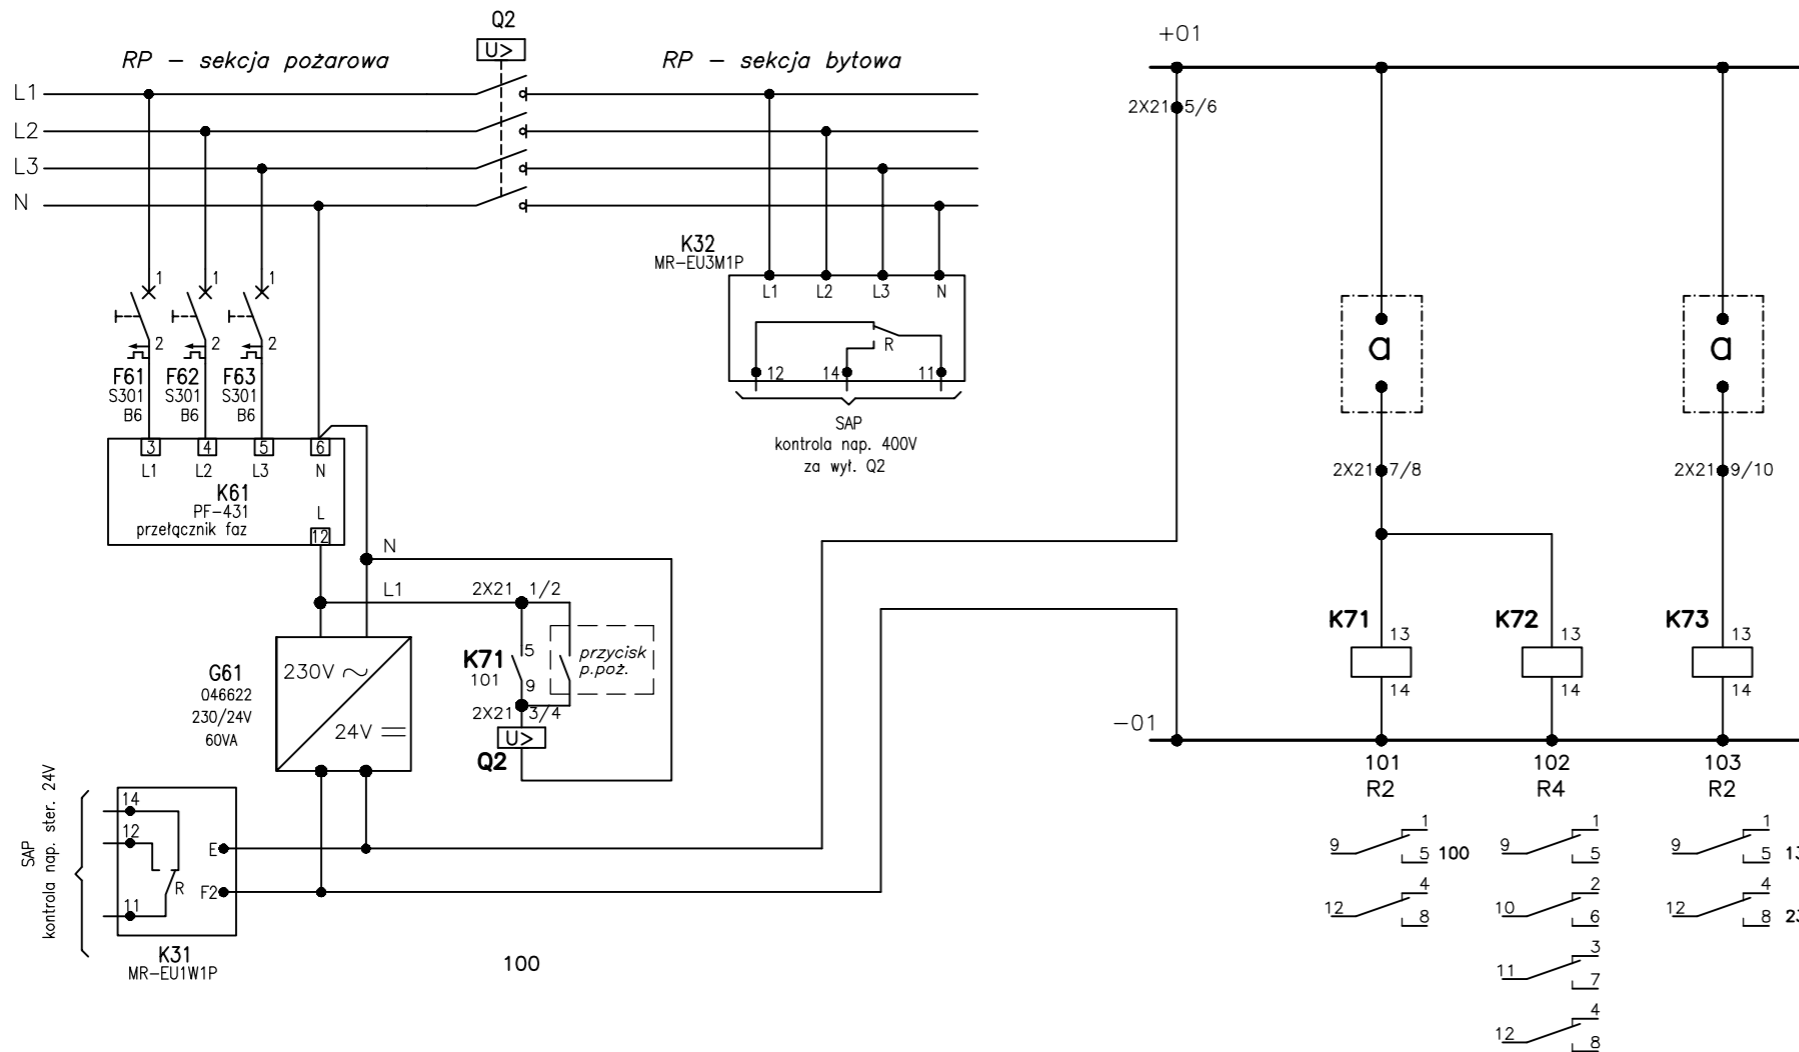 Q2
U>
RP – sekcja pożarowa
RP – sekcja bytowa
L1
L2
L3
N
+01
2X21 5/6
K32
MR-EU3M1P
L1 L2 L3 N
R
12 14 11
SAP
kontrola nap. 400V
za wył. Q2
1 1 1
2 2 2
F61 F62 F63
S301 S301 S301
B6 B6 B6
3 4 5 6
L1 L2 L3 N
K61
PF-431
przełącznik faz
L
12
N
L1
2X21 1/2
K71
101
5
9
przycisk
p.poż.
2X21 3/4
U>
Q2
G61
046622
230/24V
60VA
230V
24V
SAP
kontrola nap. ster. 24V
14
12
11
R
E
F2
K31
MR-EU1W1P
100
a a
2X21 7/8
2X21 9/10
K71 13 14
K72 13 14
K73 13 14
-01
101 102 103
R2 R4 R2
9 1 5 100
12 4 8
9 1 5
10 2 6
11 3 7
12 4 8
9 1 5
12 4 8